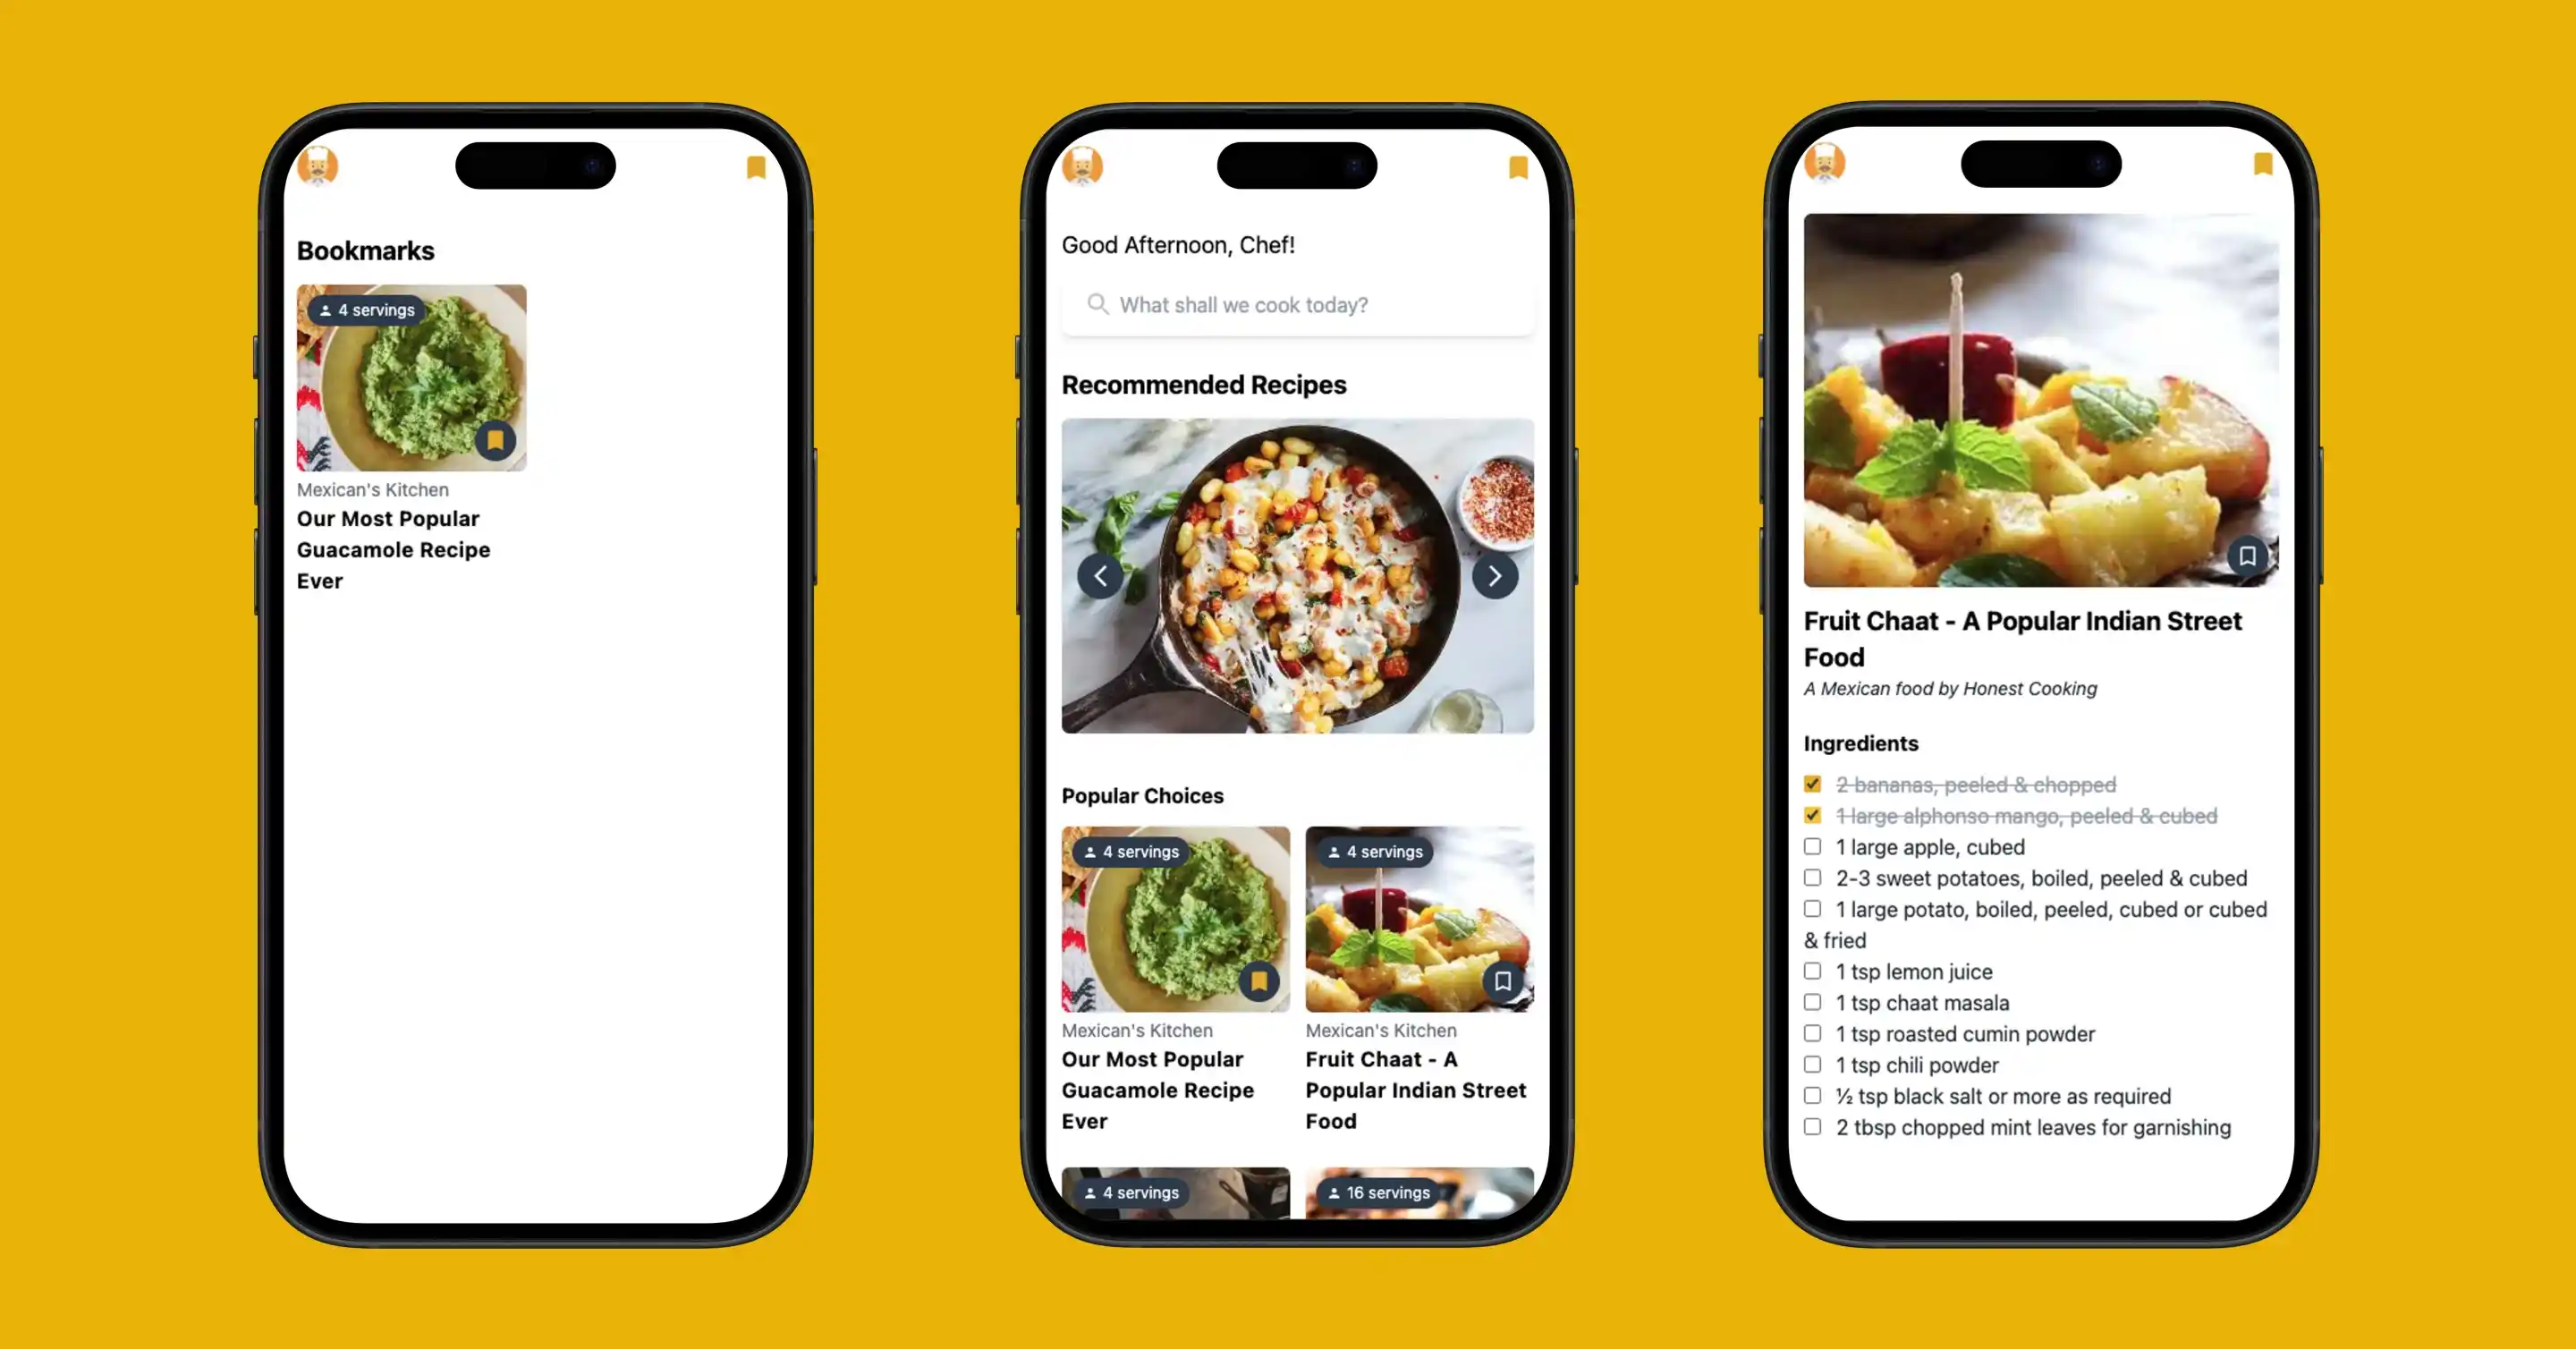 Bookmarks
4 servings
Mexican's Kitchen
Our Most Popular
Guacamole Recipe
Ever
Good Afternoon, Chef!
What shall we cook today?
Recommended Recipes
Popular Choices
4 servings
Mexican's Kitchen
Our Most Popular
Guacamole Recipe
Ever
4 servings
Mexican's Kitchen
Fruit Chaat - A
Popular Indian Street
Food
4 servings
16 servings
Fruit Chaat - A Popular Indian Street
Food
A Mexican food by Honest Cooking
Ingredients
2 bananas, peeled & chopped
1 large alphonso mango, peeled & cubed
1 large apple, cubed
2-3 sweet potatoes, boiled, peeled & cubed
1 large potato, boiled, peeled, cubed or cubed
& fried
1 tsp lemon juice
1 tsp chaat masala
1 tsp roasted cumin powder
1 tsp chili powder
½ tsp black salt or more as required
2 tbsp chopped mint leaves for garnishing